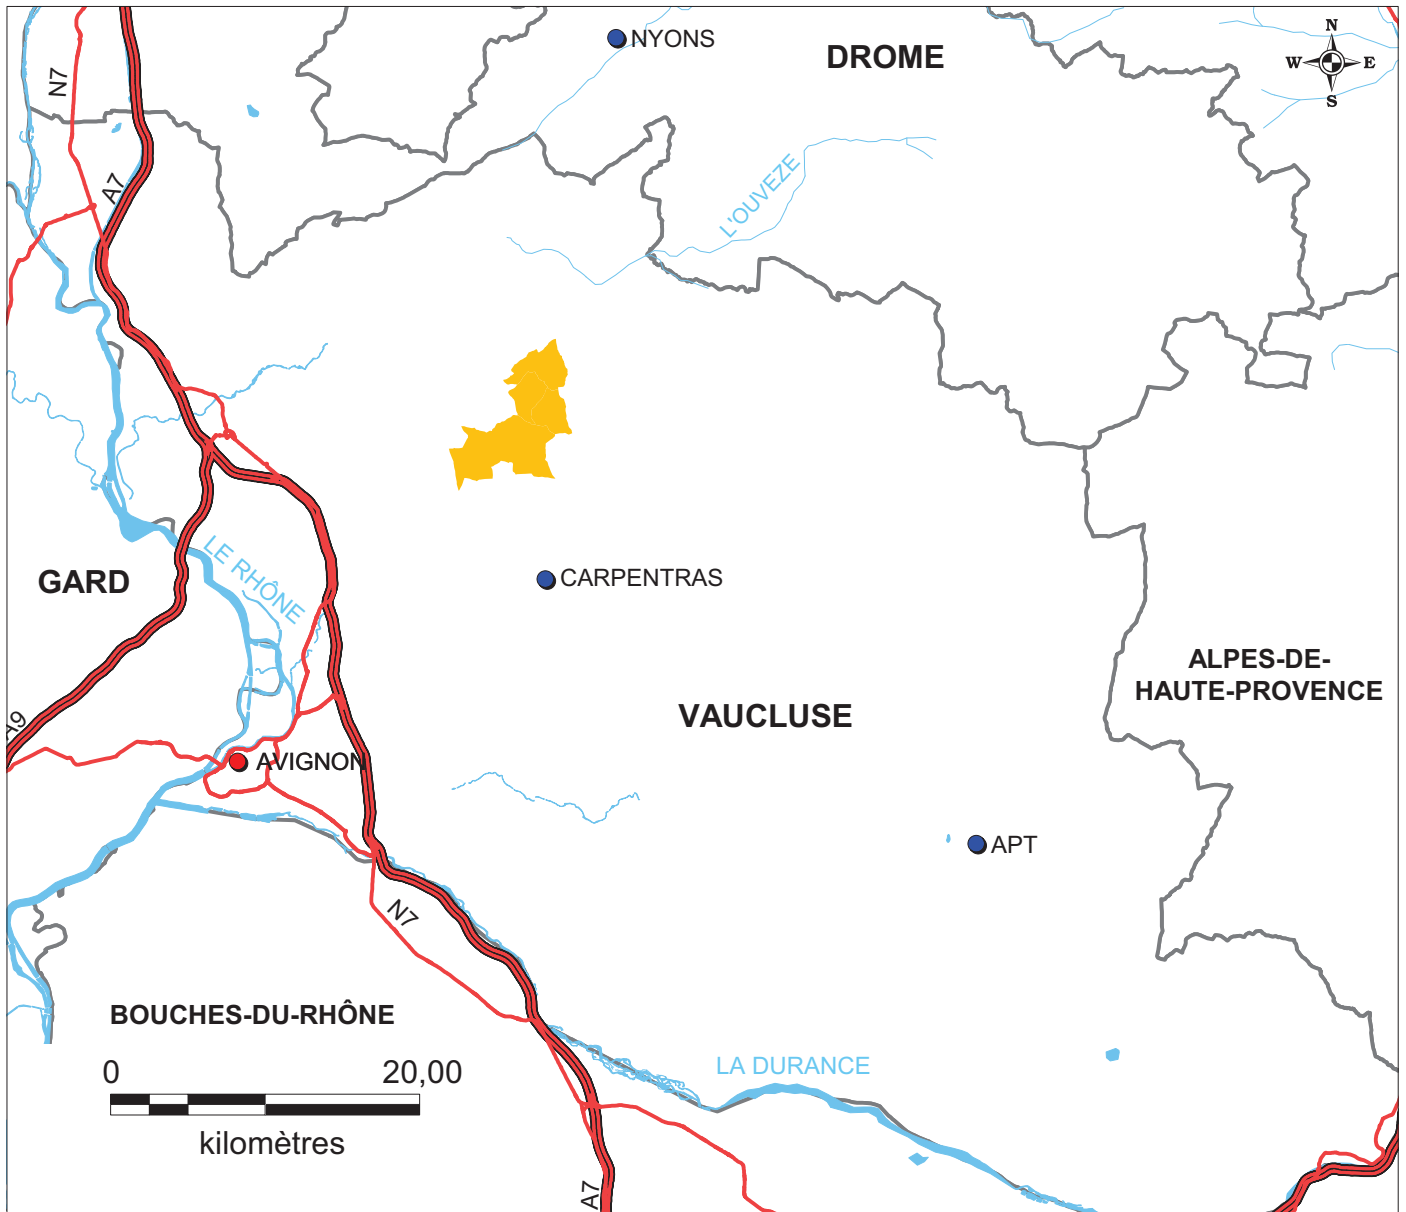 NYONS
DROME
N
W
E
S
N7
A7
L'OUVEZE
LE RHÔNE
GARD
CARPENTRAS
ALPES-DE-
HAUTE-PROVENCE
VAUCLUSE
A9
AVIGNON
APT
N7
BOUCHES-DU-RHÔNE
LA DURANCE
0 20,00
kilomètres
A7